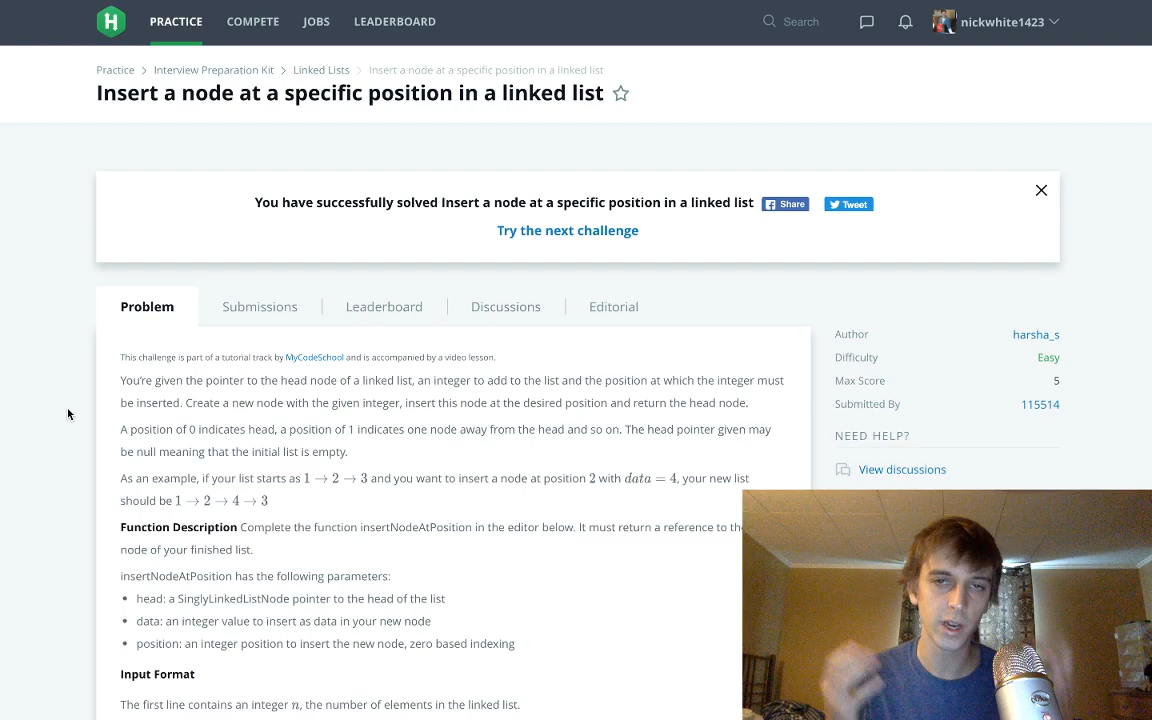 PRACTICE COMPETE JOBS LEADERBOARD Search nickwhite1423
Practice Interview Preparation Kit Linked Lists Insert a node at a specific position in a linked list
Insert a node at a specific position in a linked list
You have successfully solved Insert a node at a specific position in a linked list Share Tweet
Try the next challenge
Problem Submissions Leaderboard Discussions Editorial
This challenge is part of a tutorial track by MyCodeSchool and is accompanied by a video lesson.
You're given the pointer to the head node of a linked list, an integer to add to the list and the position at which the integer must
be inserted. Create a new node with the given integer, insert this node at the desired position and return the head node.
A position of 0 indicates head, a position of 1 indicates one node away from the head and so on. The head pointer given may
be null meaning that the initial list is empty.
As an example, if your list starts as 1 → 2 → 3 and you want to insert a node at position 2 with data = 4, your new list
should be 1 → 2 → 4 → 3
Function Description Complete the function insertNodeAtPosition in the editor below. It must return a reference to the
node of your finished list.
insertNodeAtPosition has the following parameters:
• head: a SinglyLinkedListNode pointer to the head of the list
• data: an integer value to insert as data in your new node
• position: an integer position to insert the new node, zero based indexing
Input Format
The first line contains an integer n, the number of elements in the linked list.
Author harsha_s
Difficulty Easy
Max Score 5
Submitted By 115514
NEED HELP?
View discussions